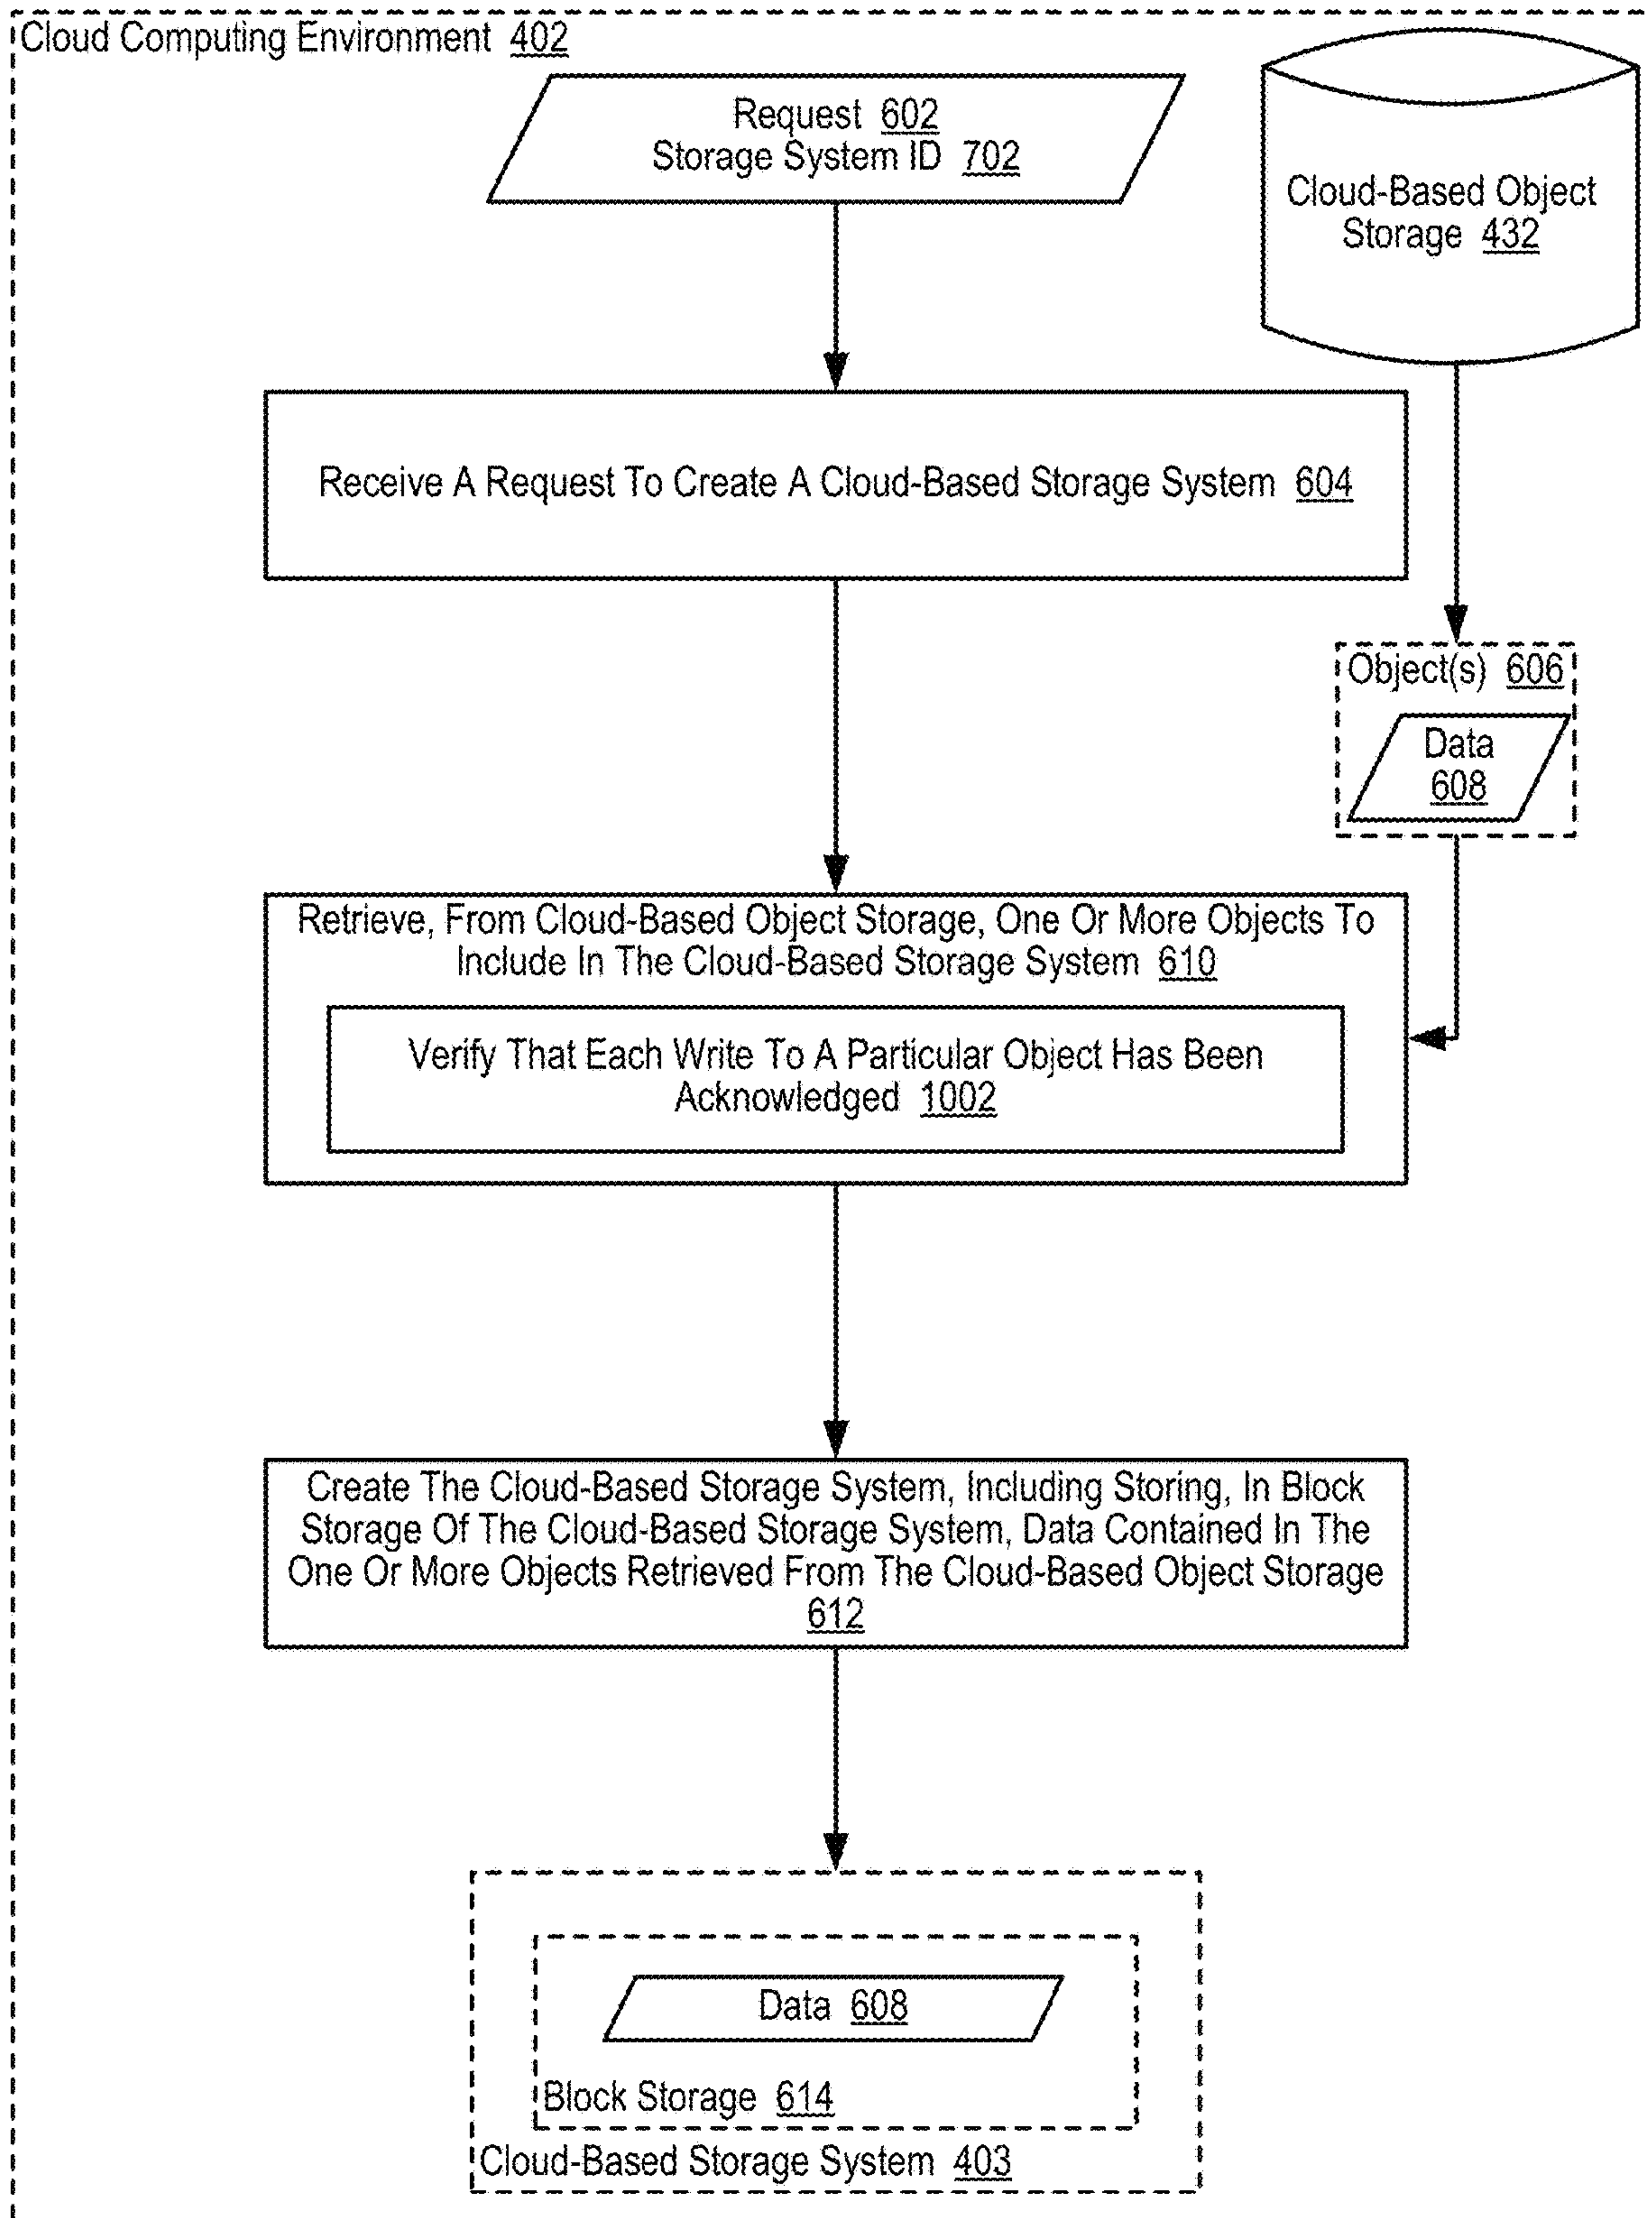 Cloud Computing Environment 402
Request 602
Storage System ID 702
Cloud-Based Object
Storage 432
Receive A Request To Create A Cloud-Based Storage System 604
Object(s) 606
Data
608
Retrieve, From Cloud-Based Object Storage, One Or More Objects To
Include In The Cloud-Based Storage System 610
Verify That Each Write To A Particular Object Has Been
Acknowledged 1002
Create The Cloud-Based Storage System, Including Storing, In Block
Storage Of The Cloud-Based Storage System, Data Contained In The
One Or More Objects Retrieved From The Cloud-Based Object Storage
612
Data 608
Block Storage 614
Cloud-Based Storage System 403